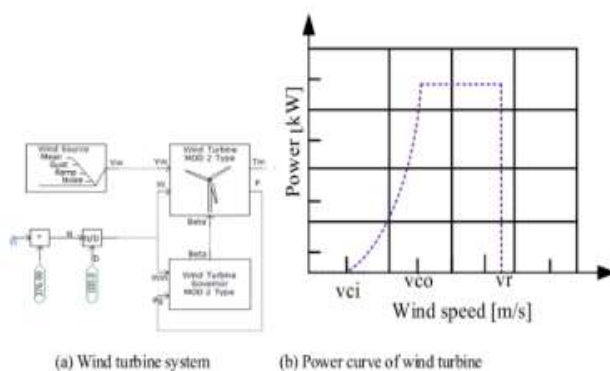 Wind Source
Mean
Gust
Ramp
Noise
Vw
Vw
Wind Turbine
MOD 2 Type
Tm
W
P
Beta
Beta
Wind Turbine
Governor
MOD 2 Type
N
N/D
D
Power [kW]
vci
vco
vr
Wind speed [m/s]
(a) Wind turbine system
(b) Power curve of wind turbine